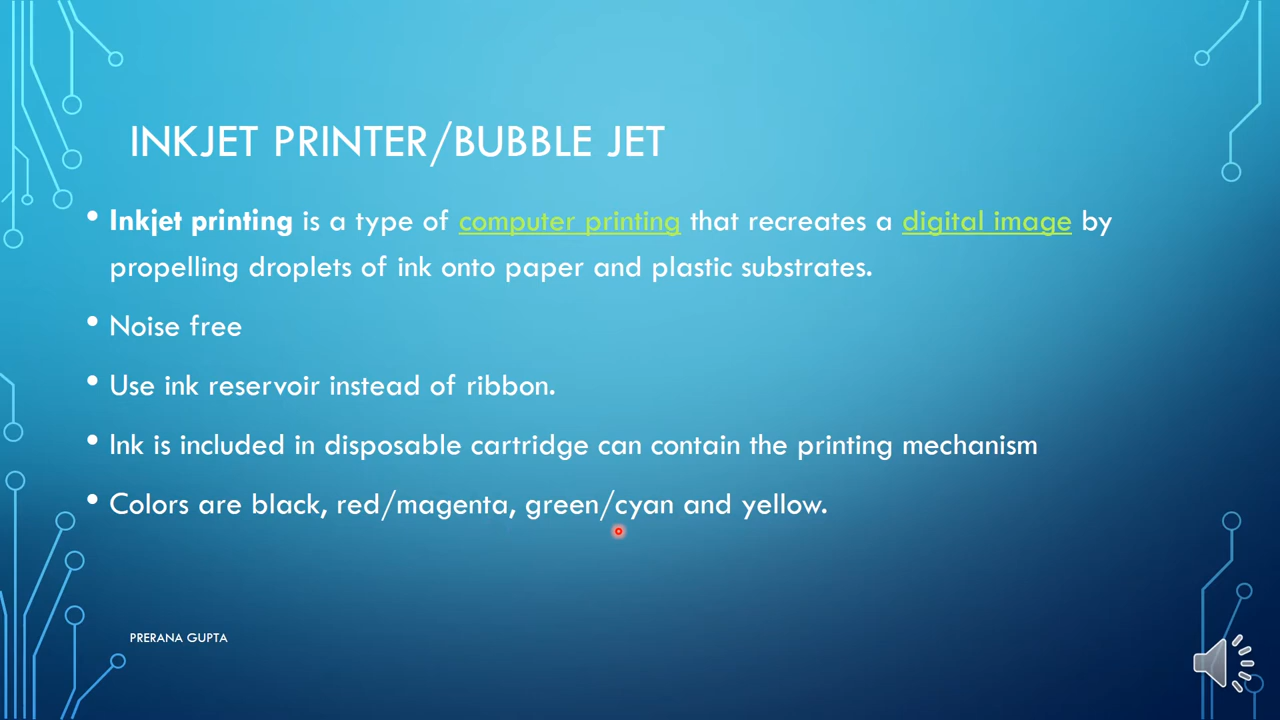 INKJET PRINTER/BUBBLE JET
• Inkjet printing is a type of computer printing that recreates a digital image by
propelling droplets of ink onto paper and plastic substrates.
• Noise free
• Use ink reservoir instead of ribbon.
• Ink is included in disposable cartridge can contain the printing mechanism
• Colors are black, red/magenta, green/cyan and yellow.
PRERANA GUPTA